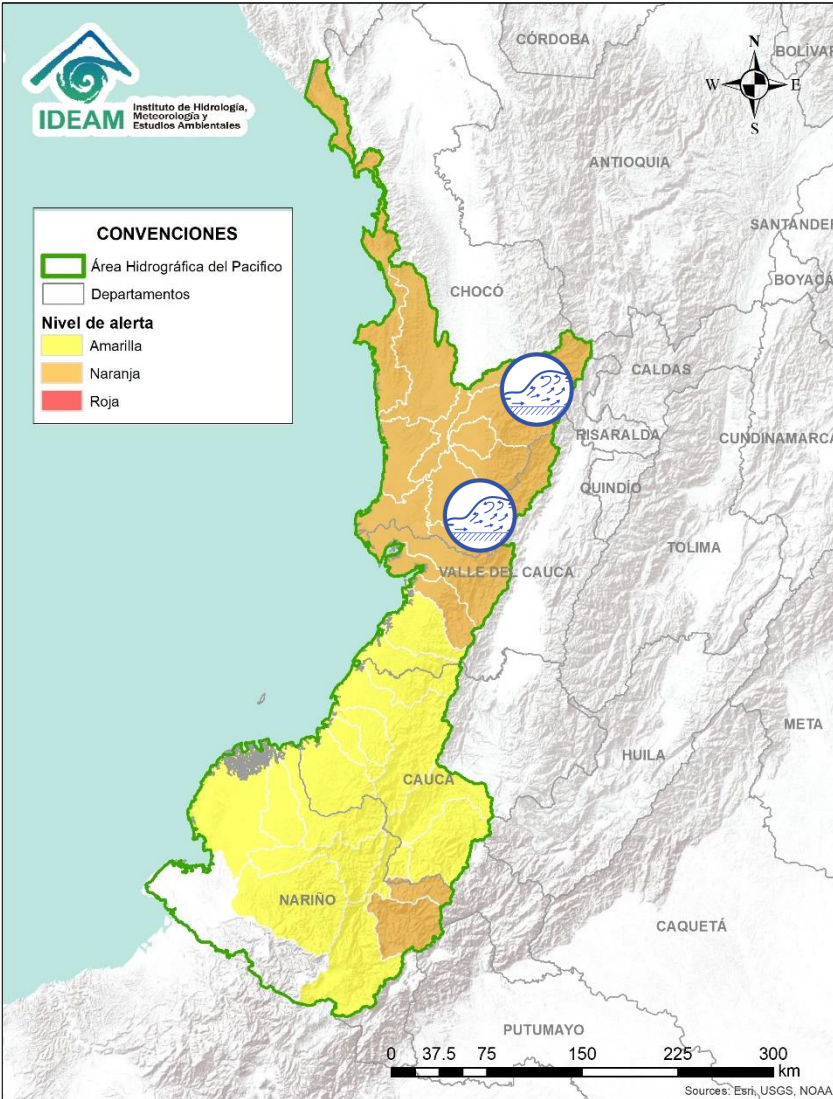 IDEAM
Instituto de Hidrología,
Meteorología y
Estudios Ambientales
N
W
E
S
CÓRDOBA
BOLÍVAR
ANTIOQUIA
SANTANDER
BOYACÁ
CHOCÓ
CALDAS
RISARALDA
CUNDINAMARCA
QUINDÍO
TOLIMA
VALLE DEL CAUCA
META
HUILA
CAUCA
NARIÑO
CAQUETÁ
PUTUMAYO
CONVENCIONES
Área Hidrográfica del Pacifico
Departamentos
Nivel de alerta
Amarilla
Naranja
Roja
0 37.5 75 150 225 300
km
Sources: Esri, USGS, NOAA